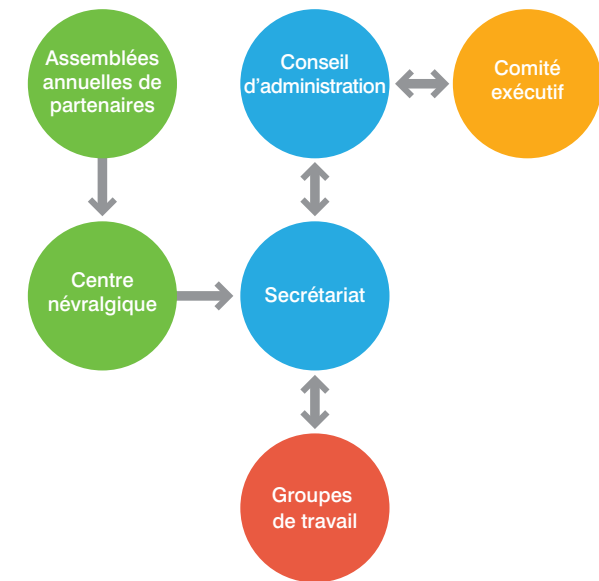 Assemblées
annuelles de
partenaires
Conseil
d'administration
Comité
exécutif
Centre
névralgique
Secrétariat
Groupes
de travail